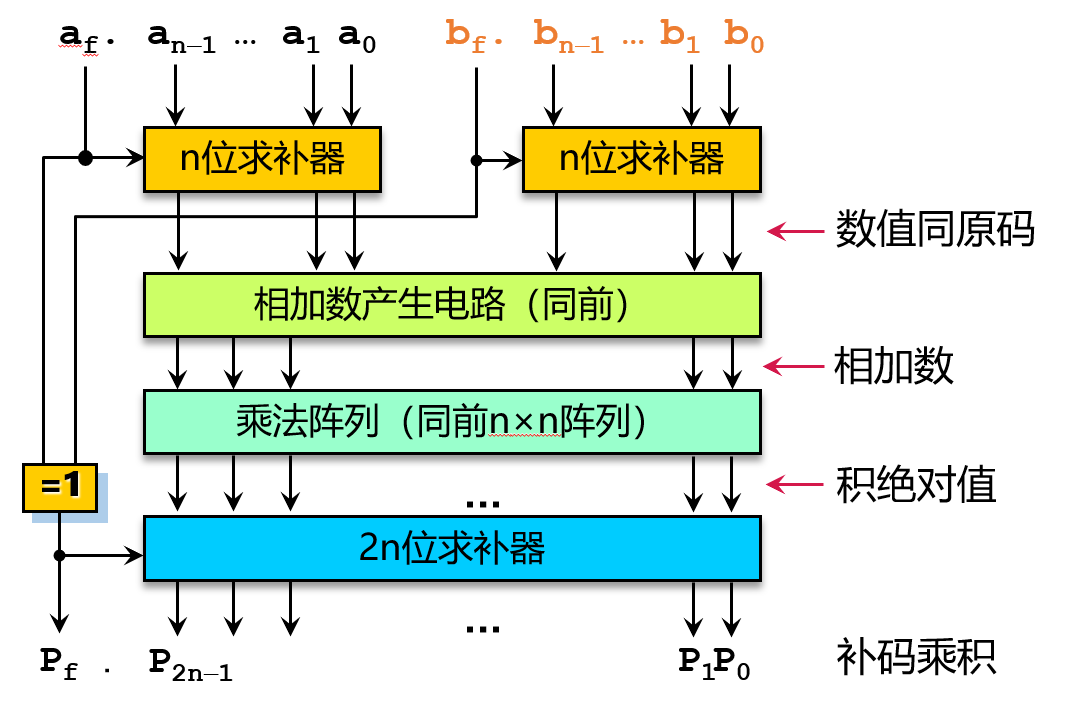 af. an-1 … a1 a0 bf. bn-1 … b1 b0
n位求补器 n位求补器
数值同原码
相加数产生电路（同前）
相加数
乘法阵列（同前n×n阵列）
=1 … 积绝对值
2n位求补器
…
Pf . P2n-1 P1P0 补码乘积